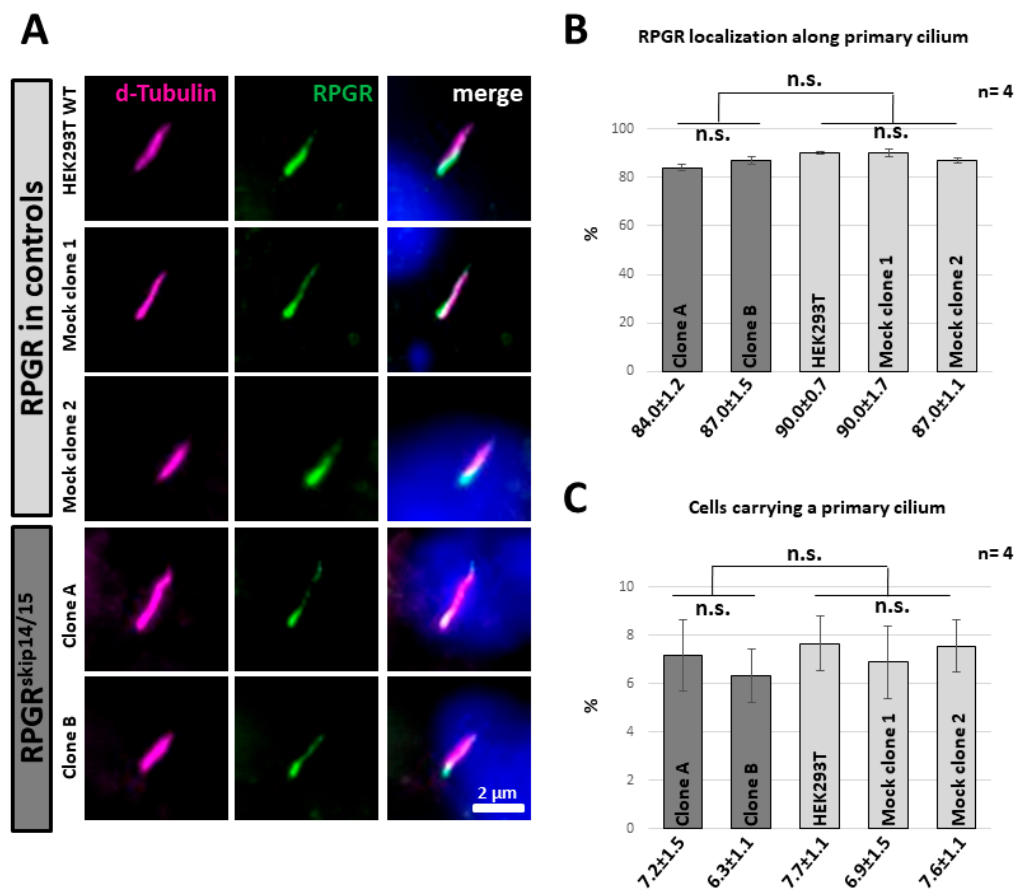 A
RPGR in controls
RPGRskip14/15
d-Tubulin
RPGR
merge
HEK293T WT
Mock clone 1
Mock clone 2
Clone A
Clone B
2 µm
B
RPGR localization along primary cilium
n.s.
n= 4
n.s.
n.s.
100
80
60
40
20
0
%
Clone A
Clone B
HEK293T
Mock clone 1
Mock clone 2
84.0±1.2
87.0±1.5
90.0±0.7
90.0±1.7
87.0±1.1
C
Cells carrying a primary cilium
n.s.
n= 4
n.s.
n.s.
10
8
6
4
2
0
%
Clone A
Clone B
HEK293T
Mock clone 1
Mock clone 2
7.2±1.5
6.3±1.1
7.7±1.1
6.9±1.5
7.6±1.1